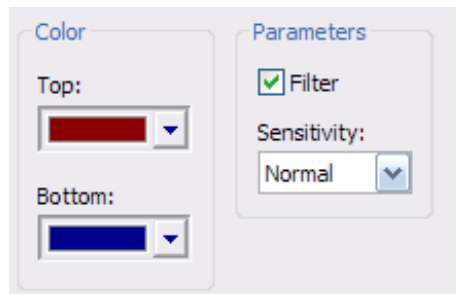 Color
Top:
Bottom:
Parameters
Filter
Sensitivity:
Normal